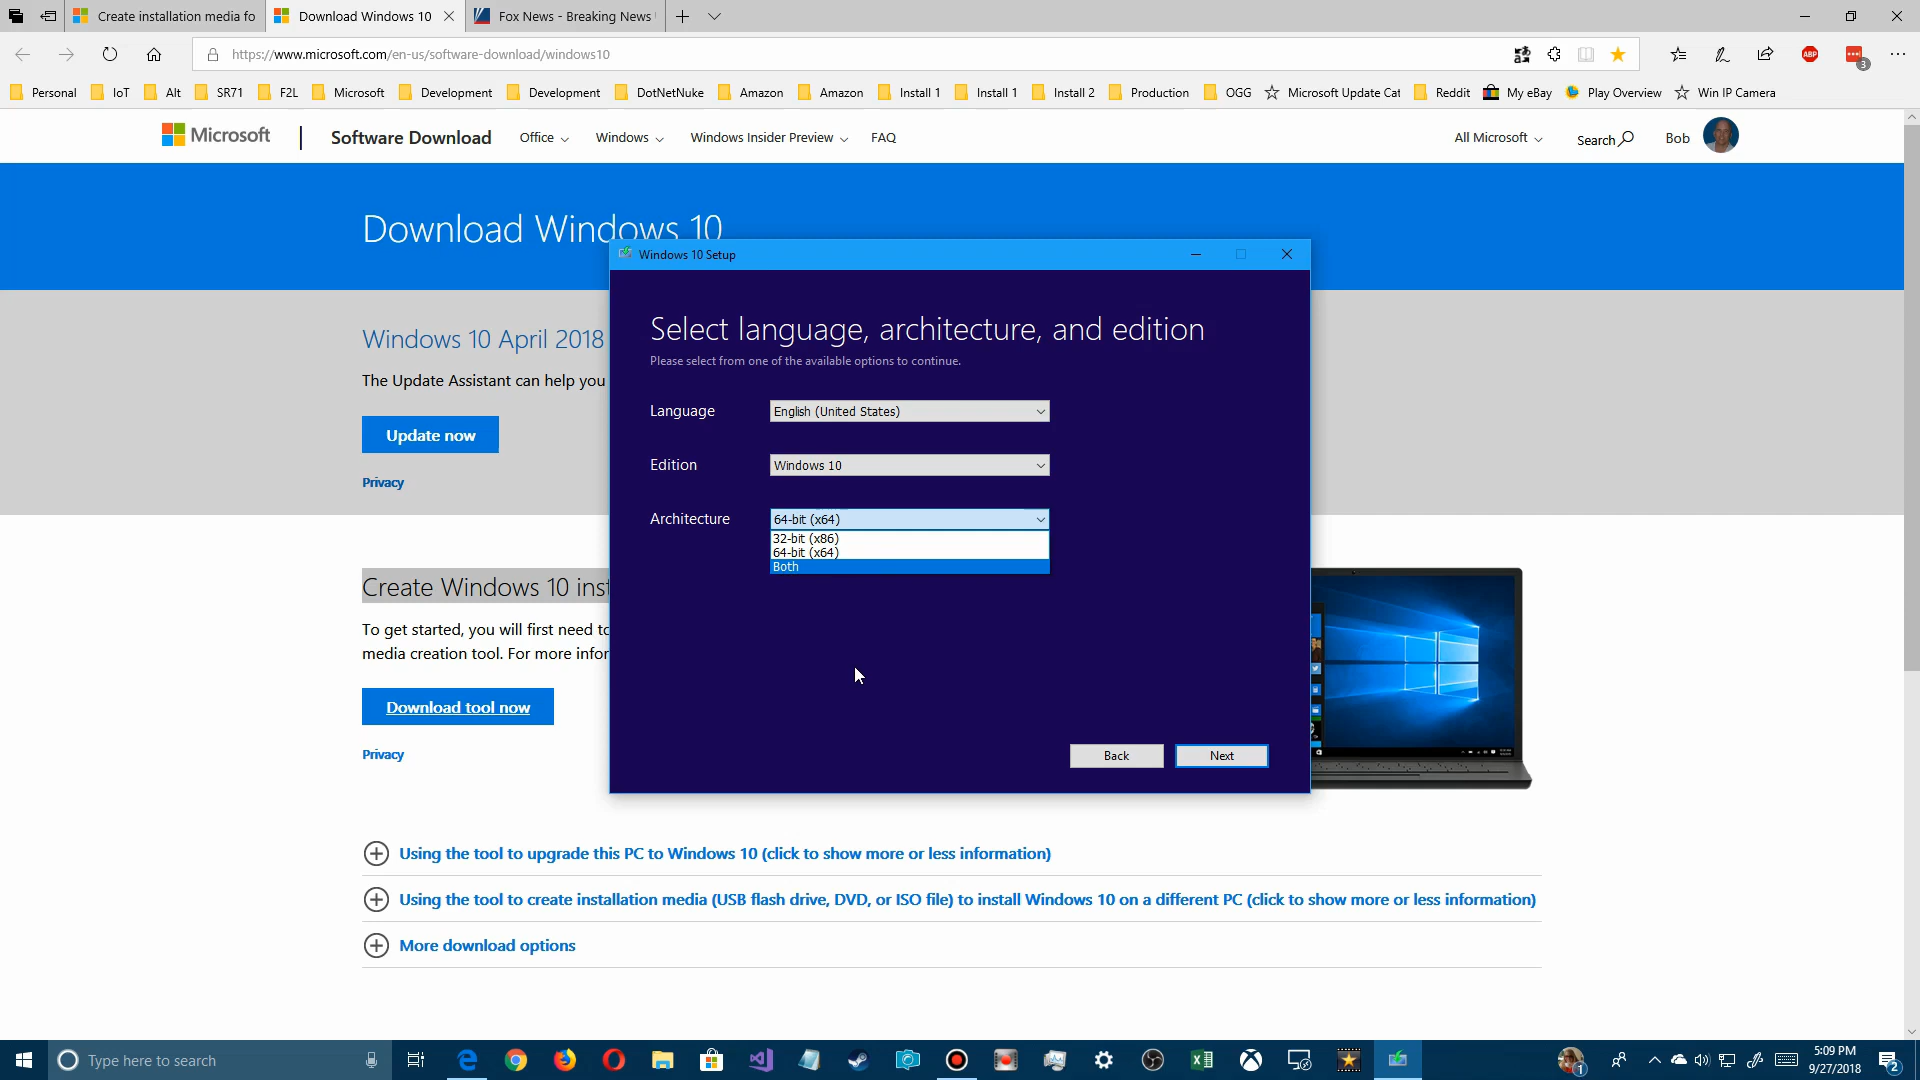 Create installation media fo
Download Windows 10
Fox News - Breaking News
https://www.microsoft.com/en-us/software-download/windows10
ABP
3
Personal
IoT
Alt
SR71
F2L
Microsoft
Development
Development
DotNetNuke
Amazon
Amazon
Install 1
Install 1
Install 2
Production
OGG
Microsoft Update Cat
Reddit
My eBay
Play Overview
Win IP Camera
Microsoft
Software Download
Office
Windows
Windows Insider Preview
FAQ
All Microsoft
Search
Bob
Download Windows 10
Windows 10 Setup
Select language, architecture, and edition
Please select from one of the available options to continue.
Language
English (United States)
Edition
Windows 10
Architecture
64-bit (x64)
32-bit (x86)
64-bit (x64)
Both
Back
Next
Windows 10 April 2018
The Update Assistant can help you
Update now
Privacy
Create Windows 10 inst
To get started, you will first need to
media creation tool. For more infor
Download tool now
Privacy
Using the tool to upgrade this PC to Windows 10 (click to show more or less information)
Using the tool to create installation media (USB flash drive, DVD, or ISO file) to install Windows 10 on a different PC (click to show more or less information)
More download options
Type here to search
1
5:09 PM
9/27/2018
2